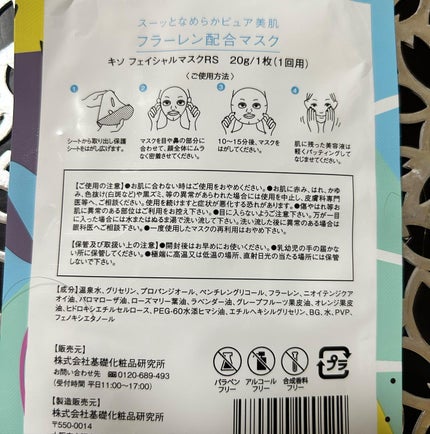 スーッとなめらかピュア美肌
フラーレン配合マスク
キソ フェイシャルマスクRS 20g/1枚(1回用)
〈ご使用方法〉
1
2
3
4
シートから取り出し保護
シートをはがし広げます。
マスクを目や鼻の部分に
合わせて、顔全体にムラ
なく密着させてください。
10〜15分後、マスク
をはがしてください。
肌に残った美容液は
軽くパッティングして
なじませてください。
【ご使用の注意】●お肌に合わない時はご使用をおやめください。●お肌に赤み、はれ、かゆ
み、色抜け(白斑など)や黒ズミ、等の異常があらわれた場合には使用を中止し、皮膚科専門
医等へ、ご相談ください。使用を続けますと症状が悪化する恐れがあります。●傷やはれ等お
肌に異常のある部位はご利用をお控え下さい。●目に入らないようご注意下さい。万が一目
に入った場合には水またはぬるま湯で洗い流して下さい。洗い流した後、異常のある場合は
眼科医へご相談下さい。●一度使用したマスクの再利用はおやめ下さい。
【保管及び取扱い上の注意】●開封後はお早めにお使いください。●乳幼児の手の届かな
い所に保管してください。●極端に高温又は低温の場所、直射日光の当たる場所には保管
しないでください。
【成分】温泉水、グリセリン、プロパンジオール、ペンチレングリコール、フラーレン、ニオイテンジクア
オイ油、パロマローザ油、ローズマリー葉油、ラベンダー油、グレープフルーツ果皮油、オレンジ果皮
油、ヒドロキシエチルセルロース、PEG-60水添ヒマシ油、エチルヘキシルグリセリン、BG、水、PVP、
フェノキシエタノール
【販売元】
株式会社基礎化粧品研究所
お問い合わせ先 0120-689-493
(受付時間 平日11:00〜17:00)
パラベン
フリー
アルコール
フリー
合成香料
フリー
プラ
【製造販売元】
株式会社基礎化粧品研究所
〒550-0014